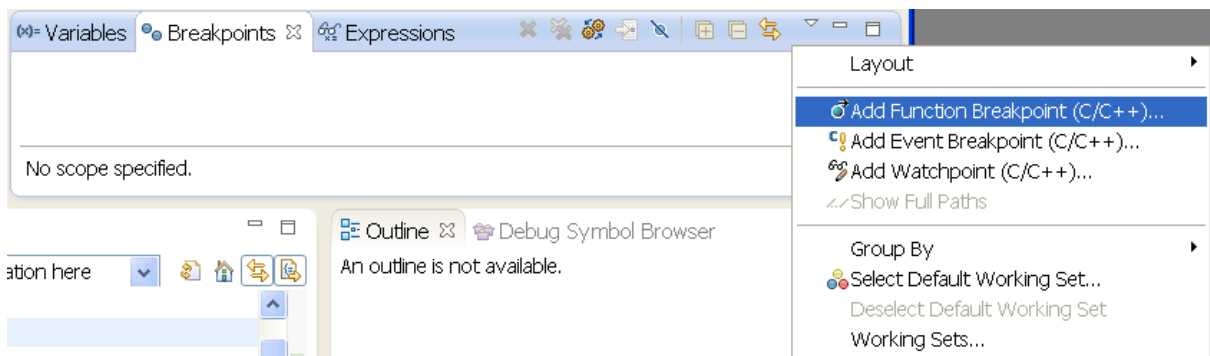 (x)= Variables Breakpoints Expressions
Layout
Add Function Breakpoint (C/C++)...
Add Event Breakpoint (C/C++)...
Add Watchpoint (C/C++)...
Show Full Paths
Group By
Select Default Working Set...
Deselect Default Working Set
Working Sets...
No scope specified.
Outline Debug Symbol Browser
ation here
An outline is not available.